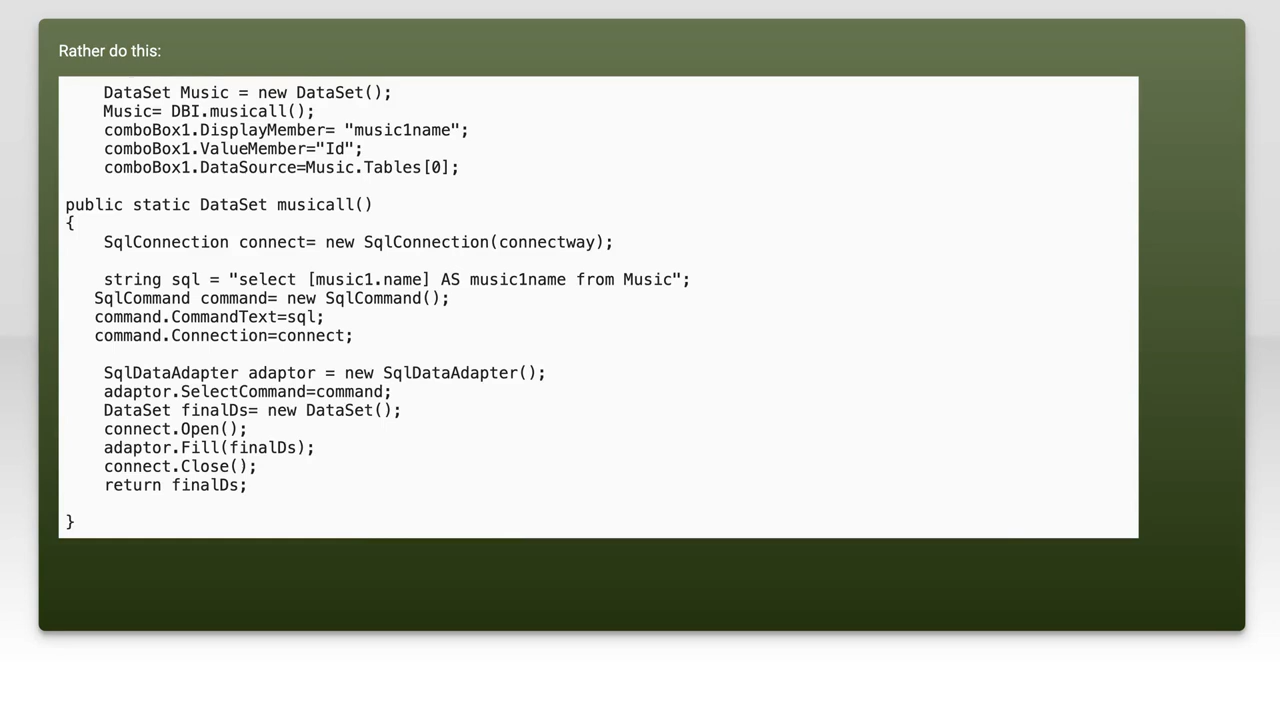 Rather do this:
DataSet Music = new DataSet();
Music= DBI.musicall();
comboBox1.DisplayMember= "music1name";
comboBox1.ValueMember="Id";
comboBox1.DataSource=Music.Tables[0];
public static DataSet musicall()
{
SqlConnection connect= new SqlConnection(connectway);
string sql = "select [music1.name] AS music1name from Music";
SqlCommand command= new SqlCommand();
command.CommandText=sql;
command.Connection=connect;
SqlDataAdapter adaptor = new SqlDataAdapter();
adaptor.SelectCommand=command;
DataSet finalDs= new DataSet();
connect.Open();
adaptor.Fill(finalDs);
connect.Close();
return finalDs;
}